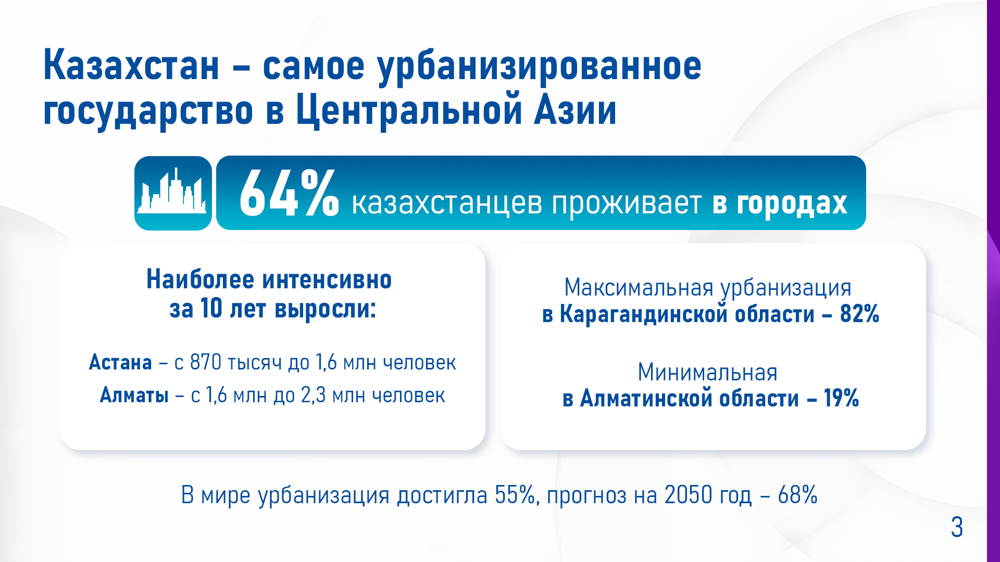 Казахстан – самое урбанизированное
государство в Центральной Азии
64% казахстанцев проживает в городах
Наиболее интенсивно
за 10 лет выросли:
Астана – с 870 тысяч до 1,6 млн человек
Алматы – с 1,6 млн до 2,3 млн человек
Максимальная урбанизация
в Карагандинской области – 82%
Минимальная
в Алматинской области – 19%
В мире урбанизация достигла 55%, прогноз на 2050 год – 68%
3